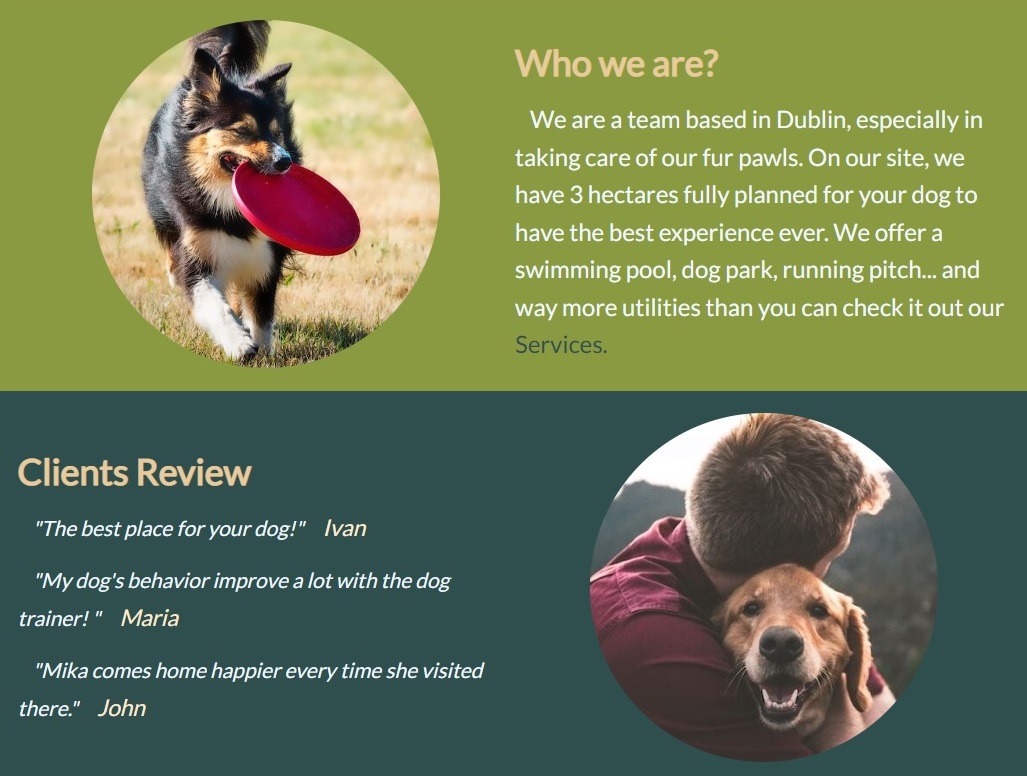 Who we are?
We are a team based in Dublin, especially in
taking care of our fur pawls. On our site, we
have 3 hectares fully planned for your dog to
have the best experience ever. We offer a
swimming pool, dog park, running pitch... and
way more utilities than you can check it out our
Services.
Clients Review
"The best place for your dog!" Ivan
"My dog's behavior improve a lot with the dog
trainer! " Maria
"Mika comes home happier every time she visited
there." John